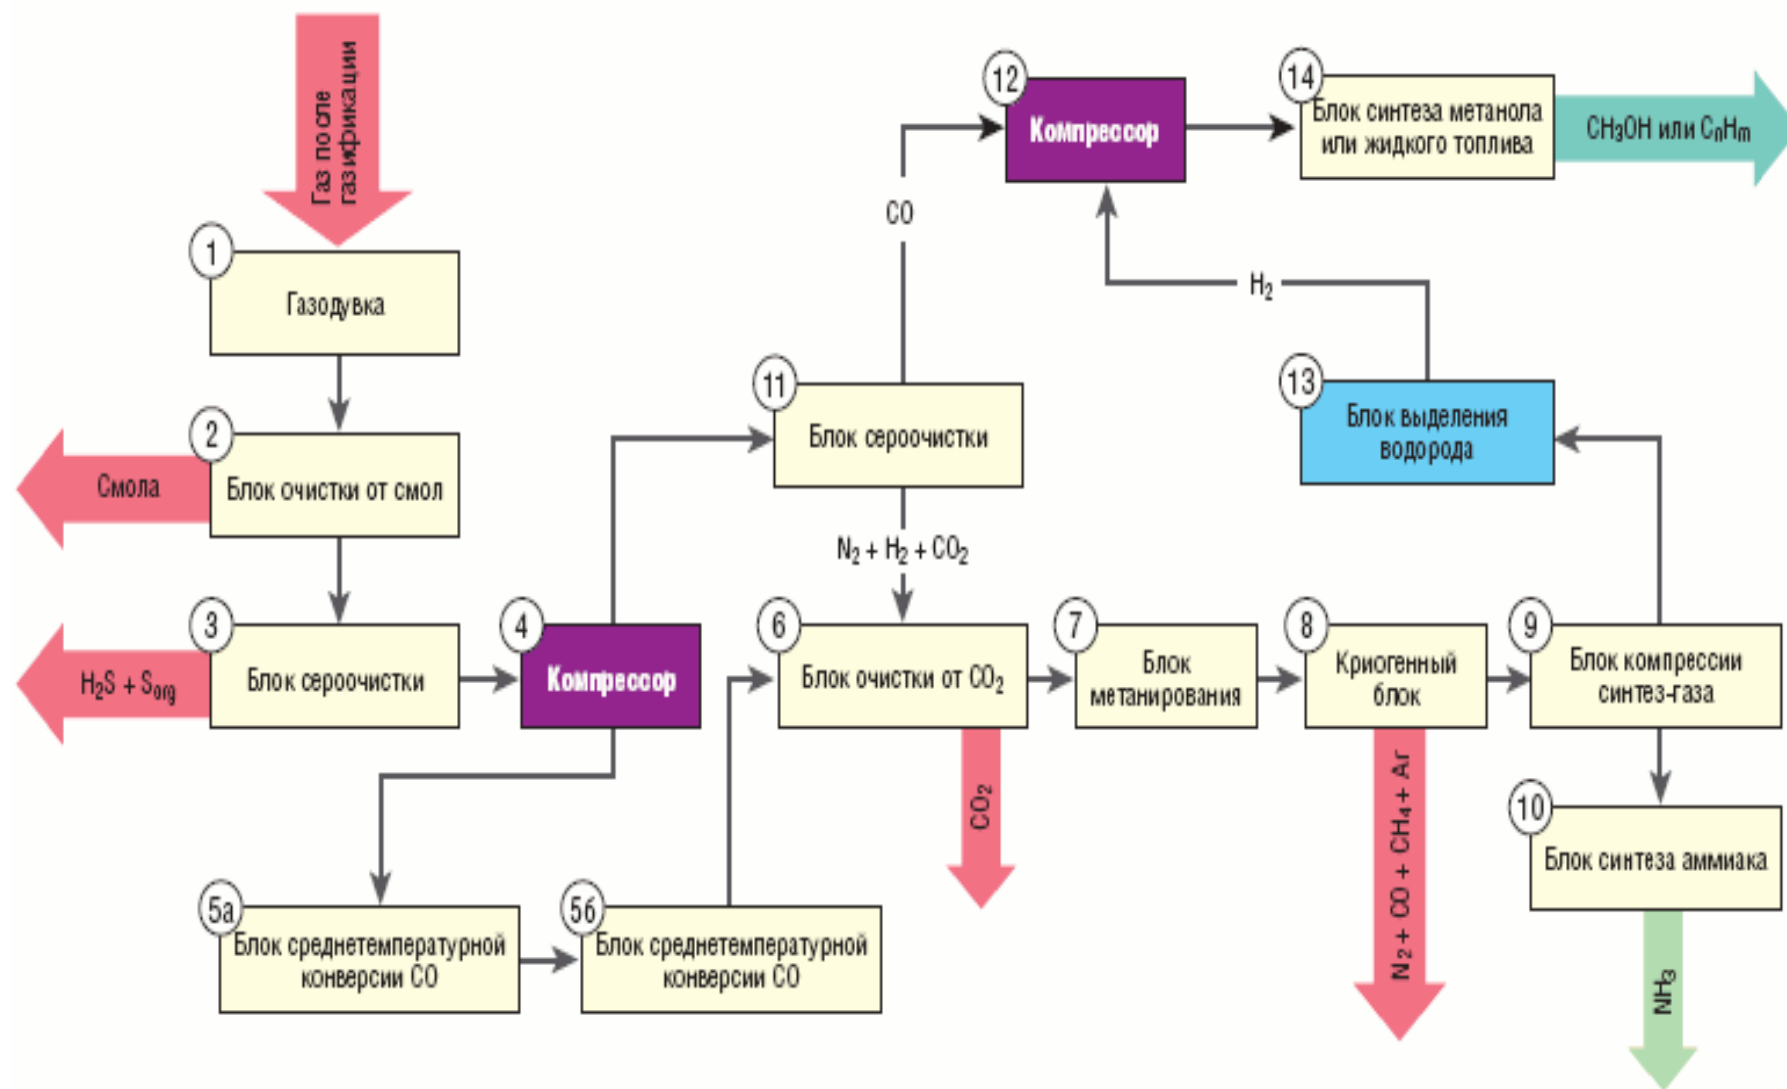 Газ после
газификации
1
Газодувка
2
Блок очистки от смол
Смола
3
Блок сероочистки
H₂S + Sorg
4
Компрессор
5а
Блок среднетемпературной
конверсии CO
5б
Блок среднетемпературной
конверсии CO
6
Блок очистки от CO₂
CO₂
7
Блок
метанирования
8
Криогенный
блок
N₂ + CO + CH₄ + Ar
9
Блок компрессии
синтез-газа
10
Блок синтеза аммиака
NH₃
11
Блок сероочистки
N₂ + H₂ + CO₂
CO
12
Компрессор
13
Блок выделения
водорода
H₂
14
Блок синтеза метанола
или жидкого топлива
CH₃OH или CnHm